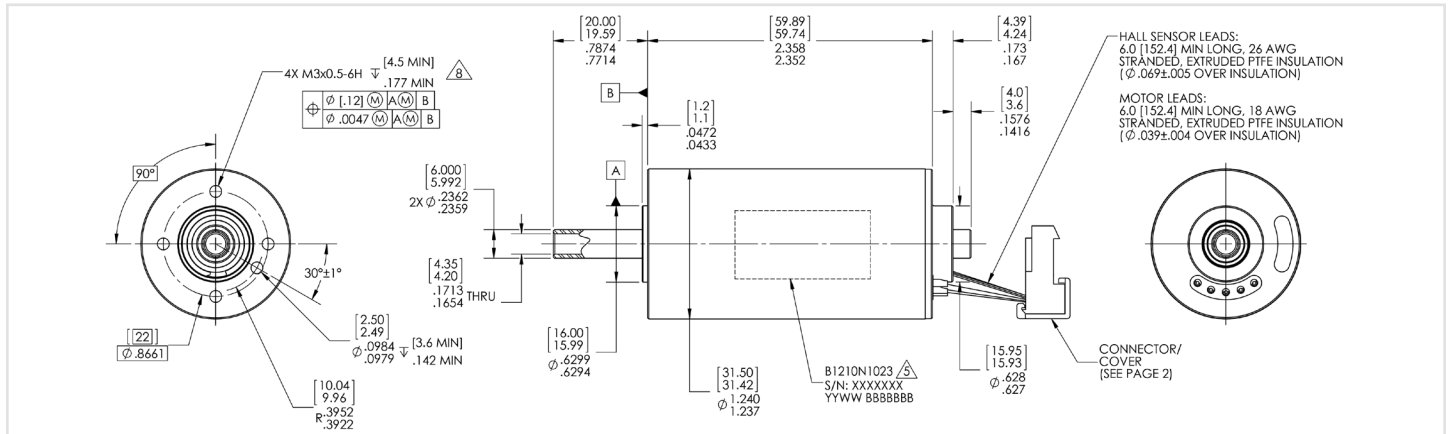 4X M3x0.5-6H ↧ [4.5 MIN]
.177 MIN
8
⌖ Ø [.12] Ⓜ AⓂ B
Ø .0047 Ⓜ AⓂ B
90°
30°±1°
[22]
Ø .8661
[2.50]
[2.49]
Ø .0984
.0979 ↧ [3.6 MIN]
.142 MIN
[10.04]
[9.96]
R .3952
.3922
[20.00]
[19.59]
.7874
.7714
[59.89]
[59.74]
2.358
2.352
[4.39]
[4.24]
.173
.167
B
[1.2]
[1.1]
.0472
.0433
[4.0]
[3.6]
.1576
.1416
A
[6.000]
[5.992]
2X Ø .2362
.2359
[4.35]
[4.20]
.1713
.1654 THRU
[16.00]
[15.99]
Ø .6299
.6294
[31.50]
[31.42]
Ø 1.240
1.237
B1210N1023 5
S/N: XXXXXXX
YYWW BBBBBBB
[15.95]
[15.93]
Ø .628
.627
HALL SENSOR LEADS:
6.0 [152.4] MIN LONG, 26 AWG
STRANDED, EXTRUDED PTFE INSULATION
(Ø.069±.005 OVER INSULATION)
MOTOR LEADS:
6.0 [152.4] MIN LONG, 18 AWG
STRANDED, EXTRUDED PTFE INSULATION
(Ø.039±.004 OVER INSULATION)
CONNECTOR/
COVER
(SEE PAGE 2)